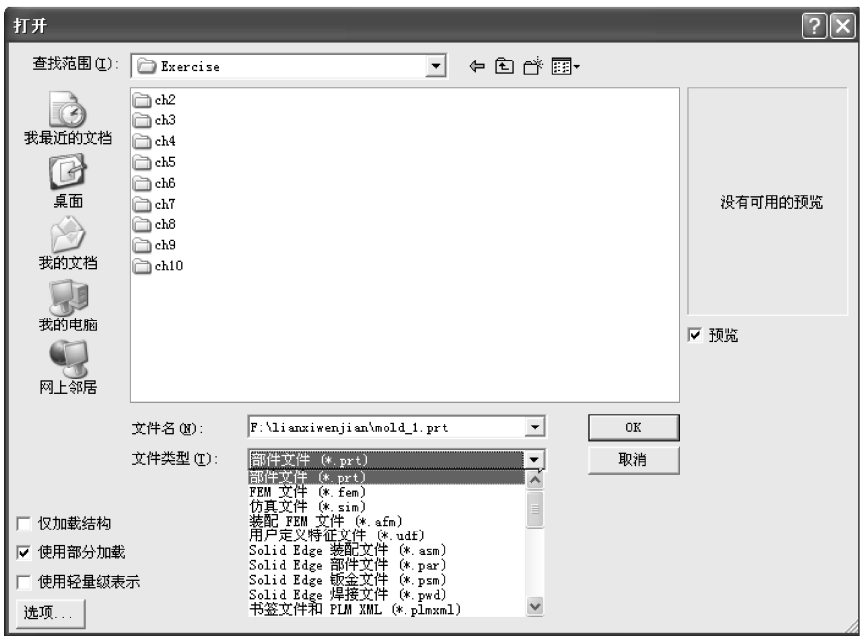 打开
查找范围(I):
Exercise
我最近的文档
桌面
我的文档
我的电脑
网上邻居
ch2
ch3
ch4
ch5
ch6
ch7
ch8
ch9
ch10
没有可用的预览
预览
文件名(N):
F:\lianxiwenjian\mold_1.prt
OK
文件类型(T):
部件文件 (*.prt)
取消
部件文件 (*.prt)
FEM 文件 (*.fem)
仿真文件 (*.sim)
装配 FEM 文件 (*.afm)
用户定义特征文件 (*.udf)
Solid Edge 装配文件 (*.asm)
Solid Edge 部件文件 (*.par)
Solid Edge 钣金文件 (*.psm)
Solid Edge 焊接文件 (*.pwd)
书签文件和 PLM XML (*.plmxml)
仅加载结构
使用部分加载
使用轻量级表示
选项...